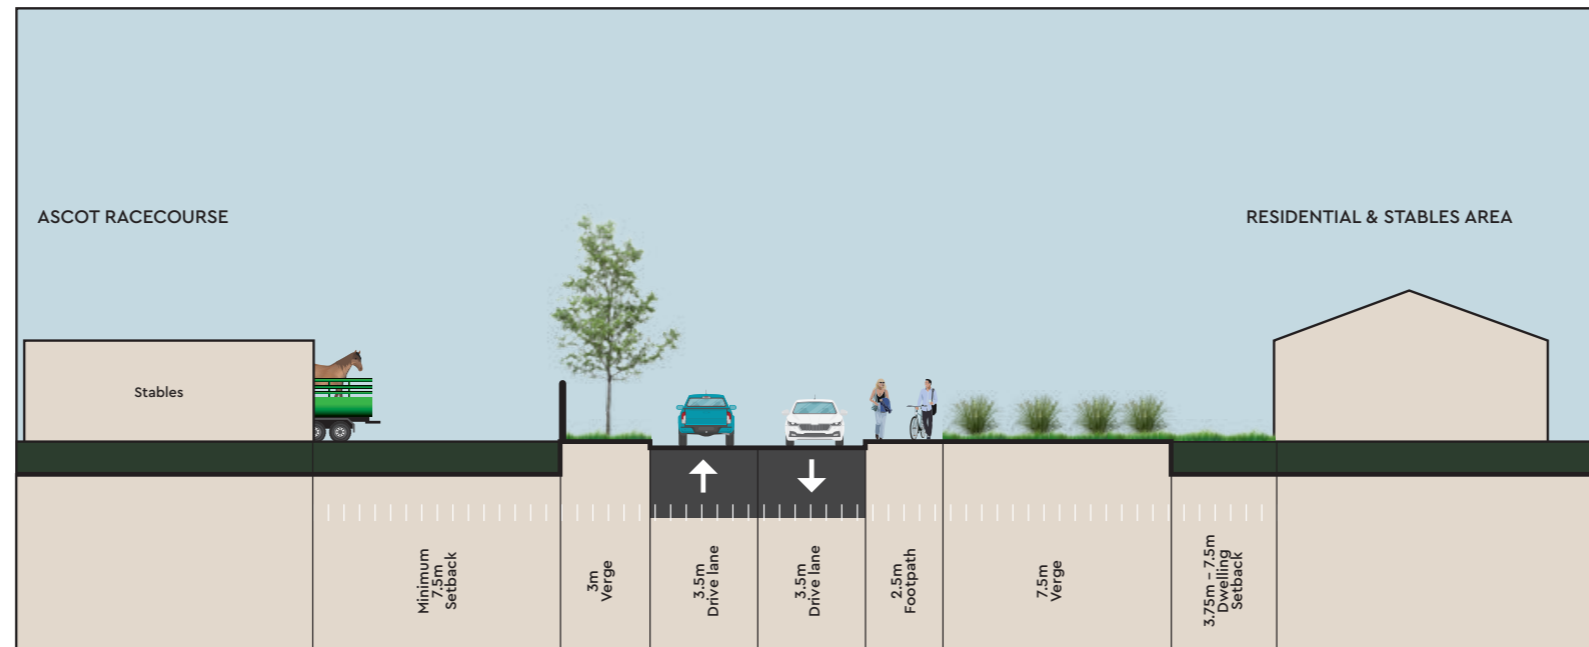 ASCOT RACECOURSE
RESIDENTIAL & STABLES AREA
Stables
Minimum
7.5m
Setback
3m
Verge
3.5m
Drive lane
3.5m
Drive lane
2.5m
Footpath
7.5m
Verge
3.75m – 7.5m
Dwelling
Setback